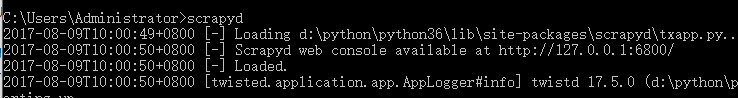 C:\Users\Administrator>scrapyd
2017-08-09T10:00:49+0800 [-] Loading d:\python\python36\lib\site-packages\scrapyd\txapp.py..
2017-08-09T10:00:50+0800 [-] Scrapyd web console available at http://127.0.0.1:6800/
2017-08-09T10:00:50+0800 [-] Loaded.
2017-08-09T10:00:50+0800 [twisted.application.app.AppLogger#info] twistd 17.5.0 (d:\python\p
arting up